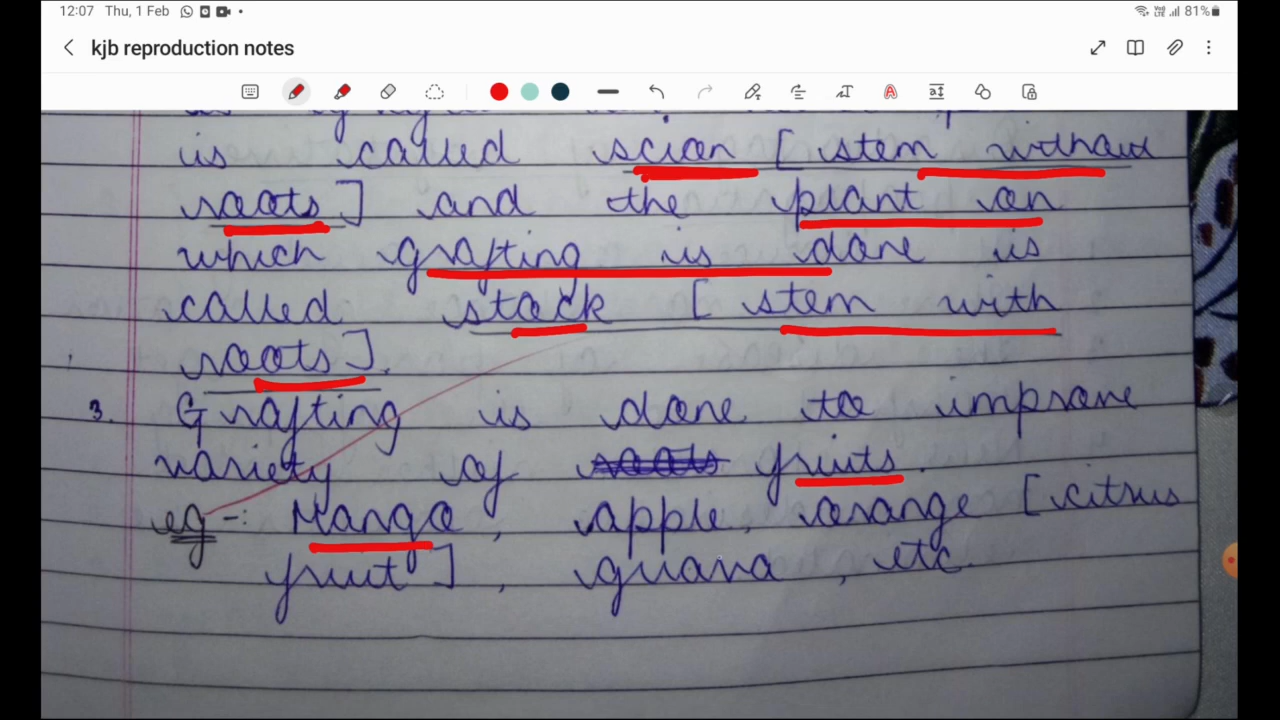 12:07 Thu, 1 Feb
81%
kjb reproduction notes
is called scion [ stem without
roots ] and the plant on
which grafting is done is
called stock [ stem with
roots ].
3. Grafting is done to improve
variety of roots fruits.
eg -: Mango, apple, orange [ citrus
fruit ], guava, etc.